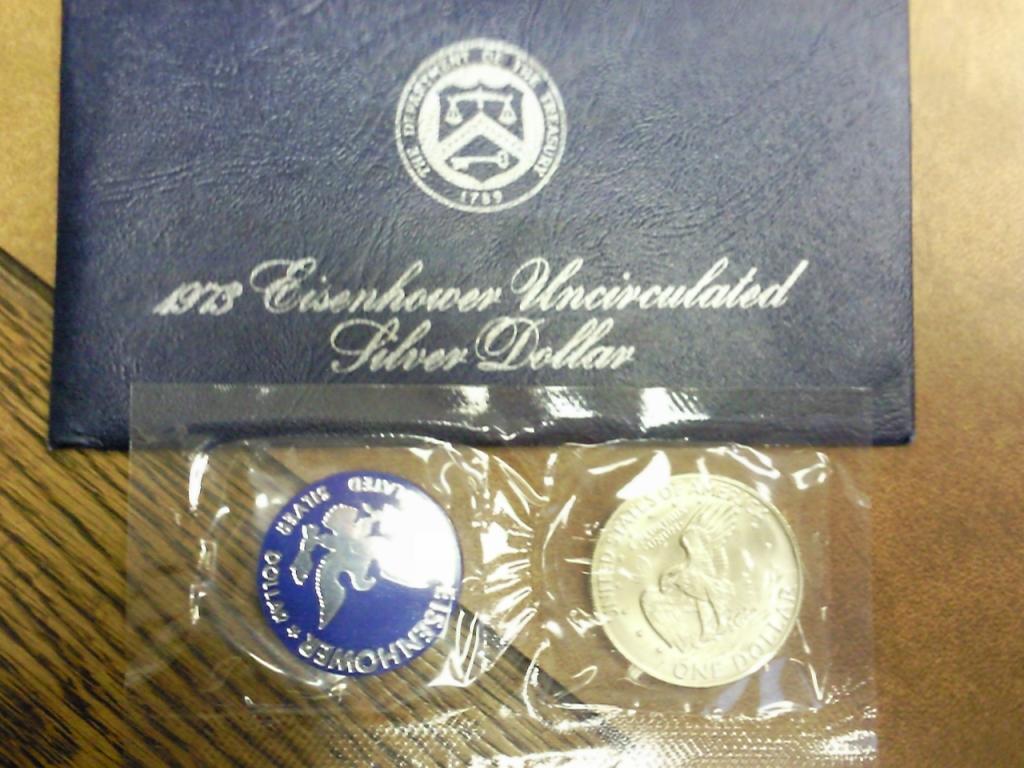 THE DEPARTMENT OF THE TREASURY
1789
1973 Eisenhower Uncirculated
Silver Dollar
EISENHOWER
SILVER DOLLAR
UNITED STATES OF AMERICA
ONE DOLLAR